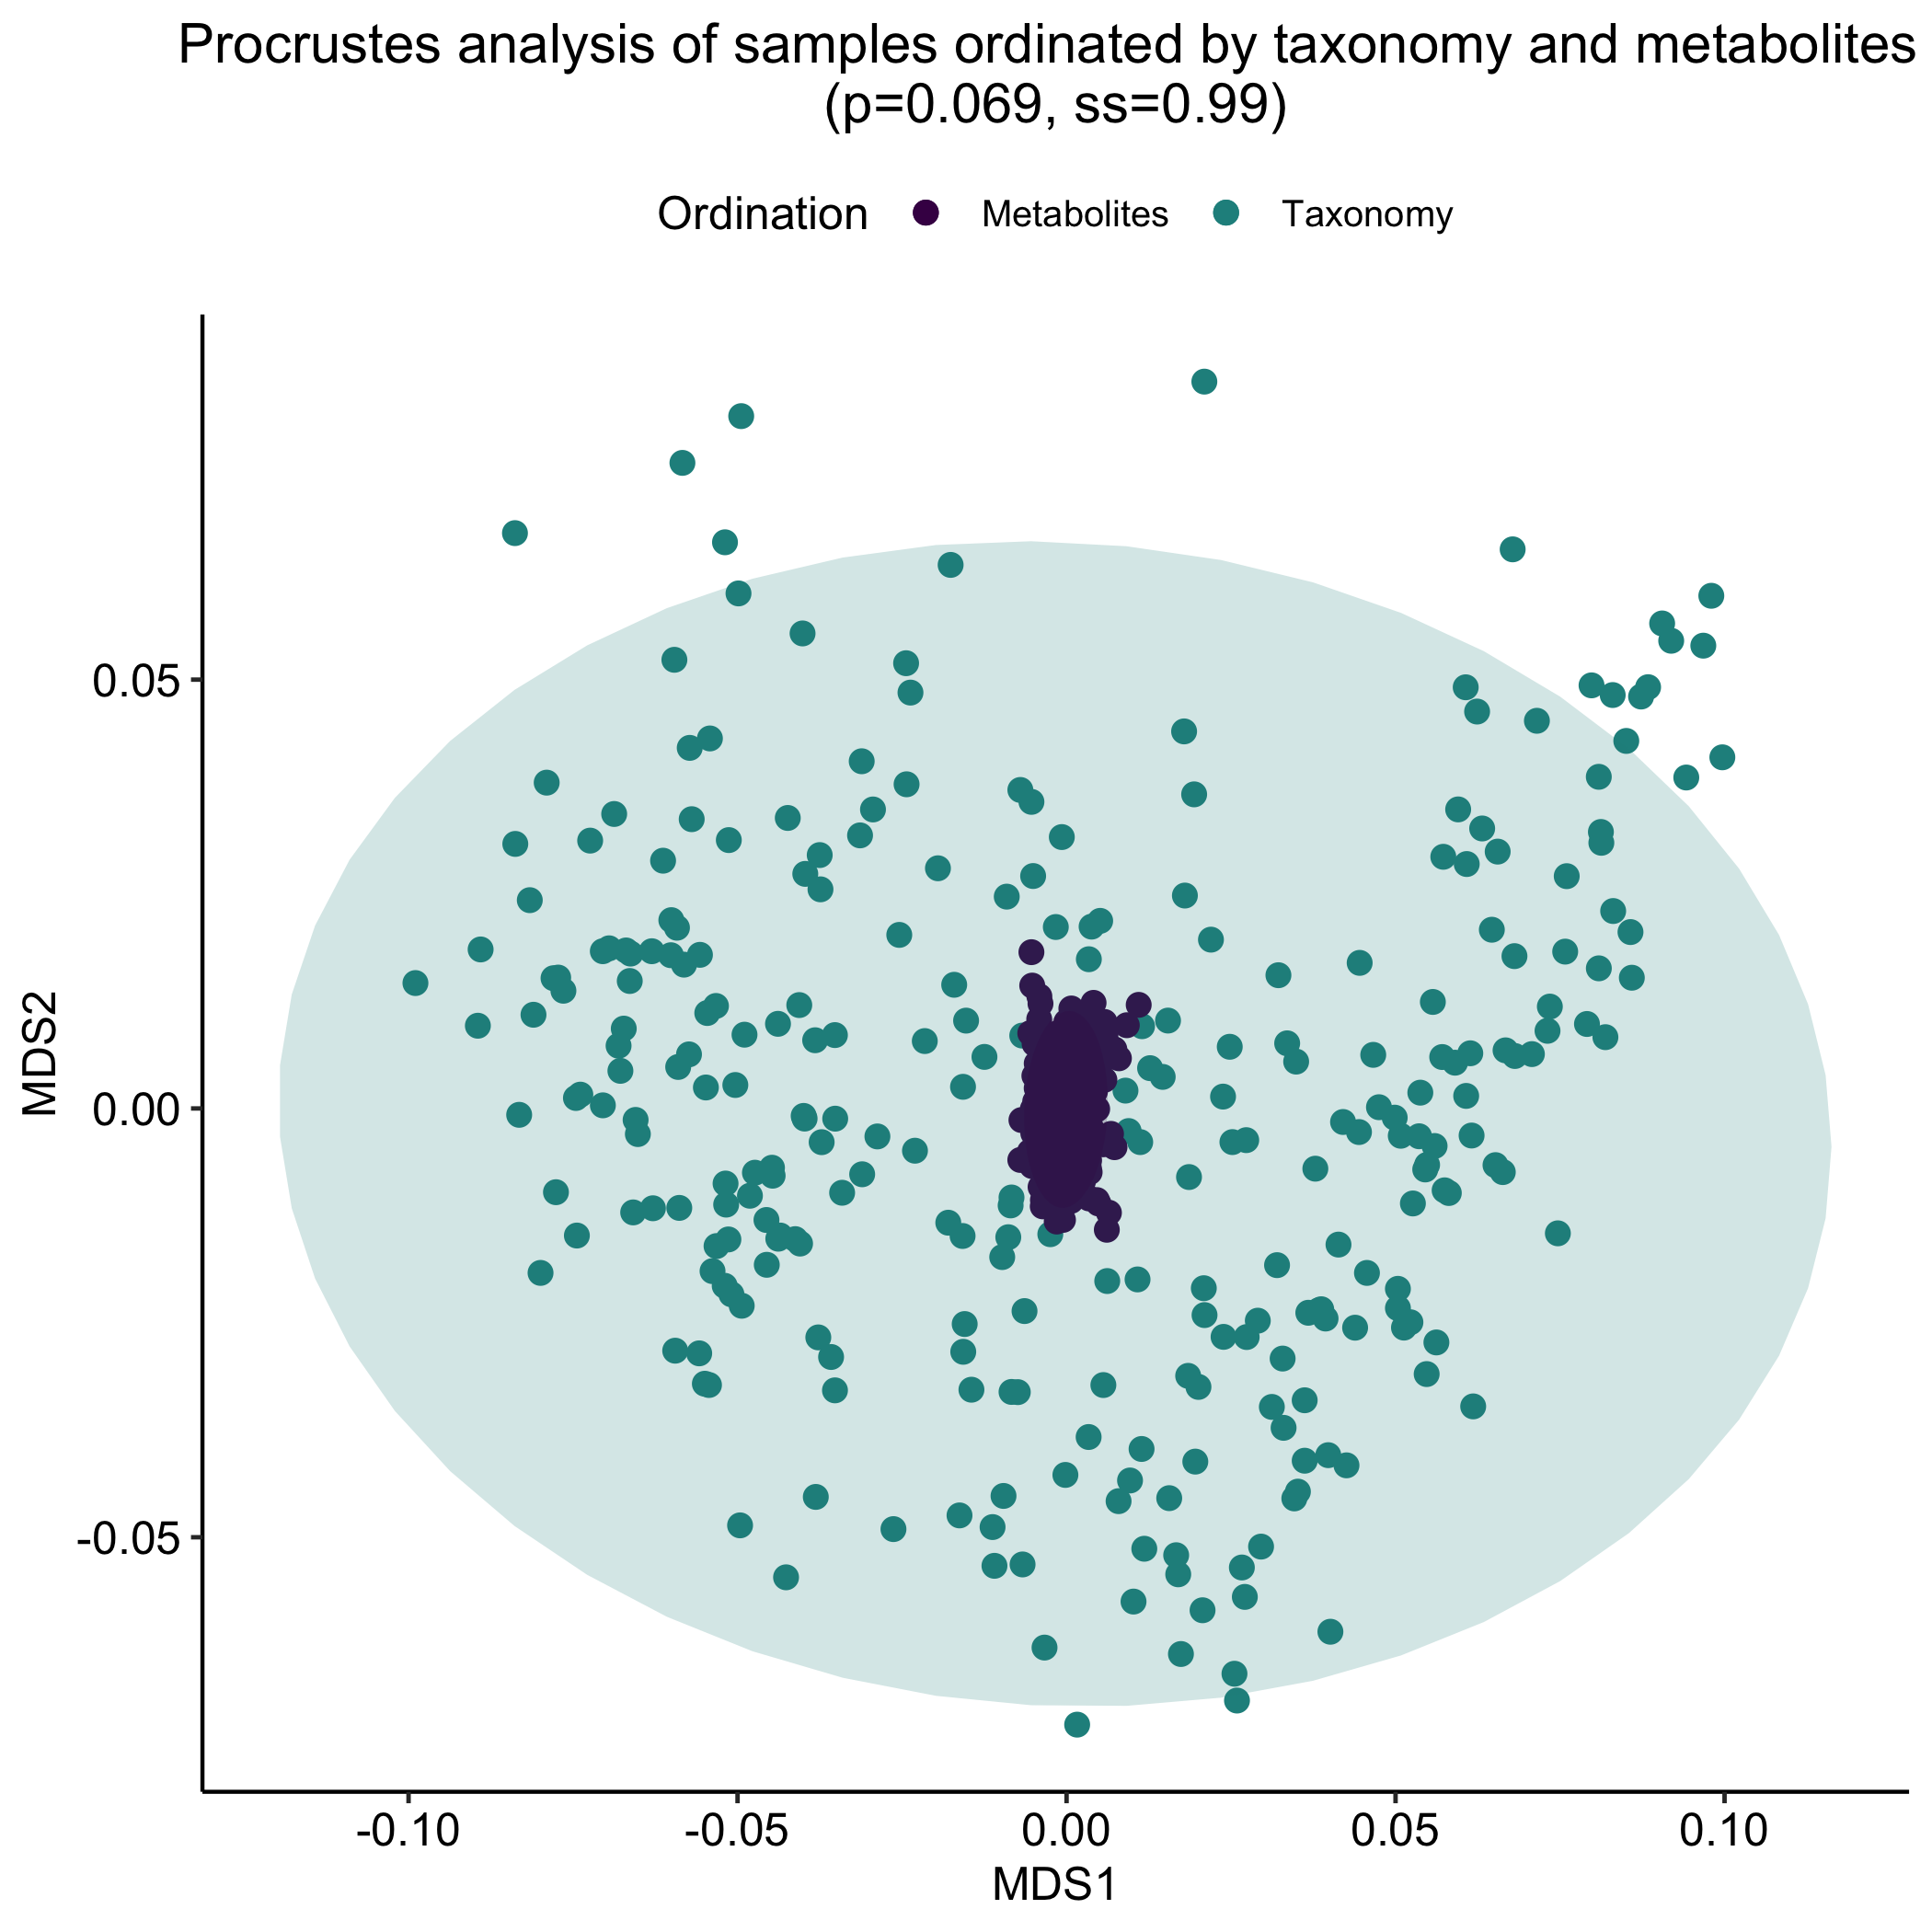 Procrustes analysis of samples ordinated by taxonomy and metabolites
(p=0.069, ss=0.99)
Ordination Metabolites Taxonomy
0.05
0.00
-0.05
MDS2
-0.10 -0.05 0.00 0.05 0.10
MDS1